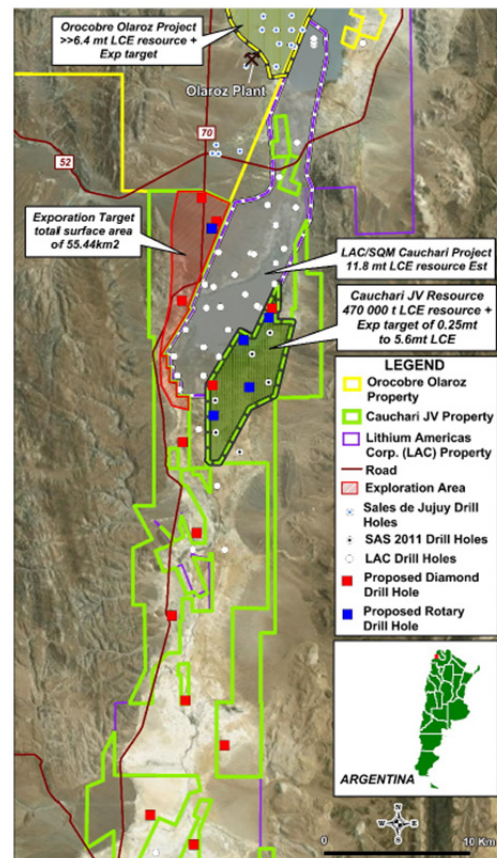 Orocobre Olaroz Project
>>6.4 mt LCE resource +
Exp target
Olaroz Plant
70
52
Exporation Target
total surface area
of 55.44km2
LAC/SQM Cauchari Project
11.8 mt LCE resource Est
Cauchari JV Resource
470 000 t LCE resource +
Exp target of 0.25mt
to 5.6mt LCE
LEGEND
Orocobre Olaroz
Property
Cauchari JV Property
Lithium Americas
Corp. (LAC) Property
Road
Exploration Area
Sales de Jujuy Drill
Holes
SAS 2011 Drill Holes
LAC Drill Holes
Proposed Diamond
Drill Hole
Proposed Rotary
Drill Hole
ARGENTINA
N
W
E
S
0
10 Km